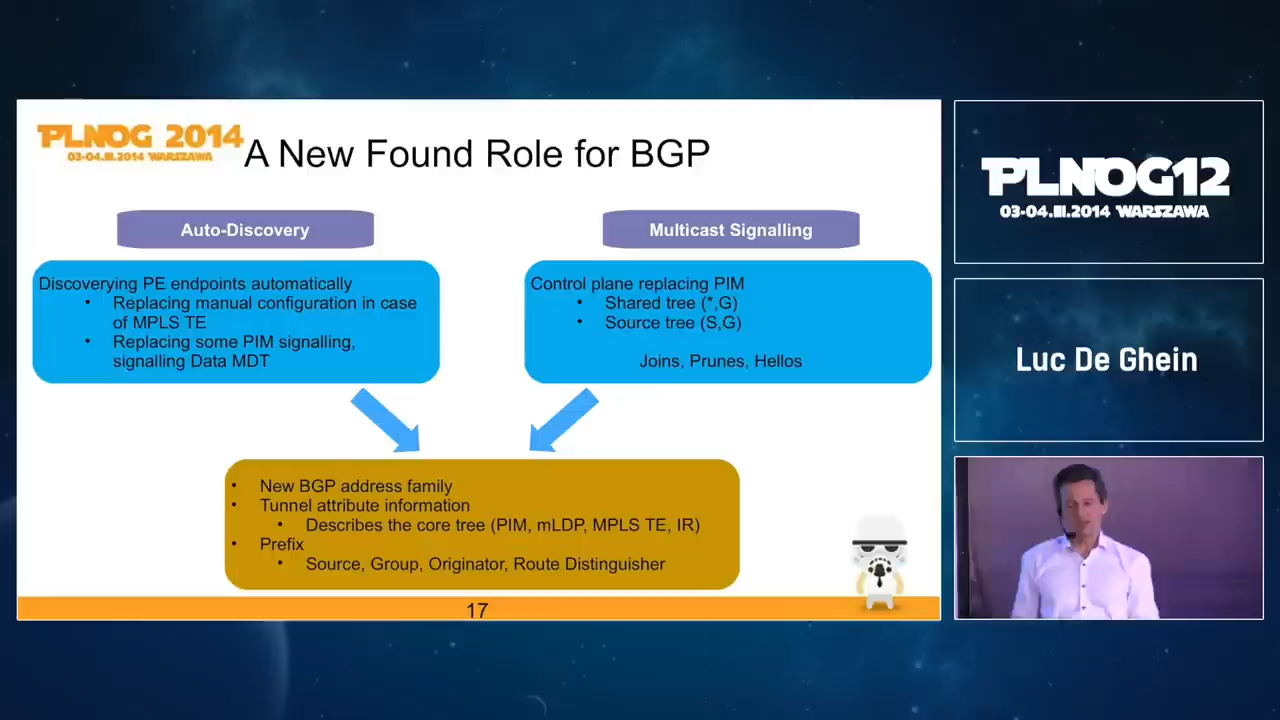 PLNOG 2014
03-04.III.2014 WARSZAWA
A New Found Role for BGP
Auto-Discovery
Discoverying PE endpoints automatically
• Replacing manual configuration in case
of MPLS TE
• Replacing some PIM signalling,
signalling Data MDT
Multicast Signalling
Control plane replacing PIM
• Shared tree (*,G)
• Source tree (S,G)
Joins, Prunes, Hellos
• New BGP address family
• Tunnel attribute information
• Describes the core tree (PIM, mLDP, MPLS TE, IR)
• Prefix
• Source, Group, Originator, Route Distinguisher
17
PLNOG12
03-04.III.2014 WARSZAWA
Luc De Ghein